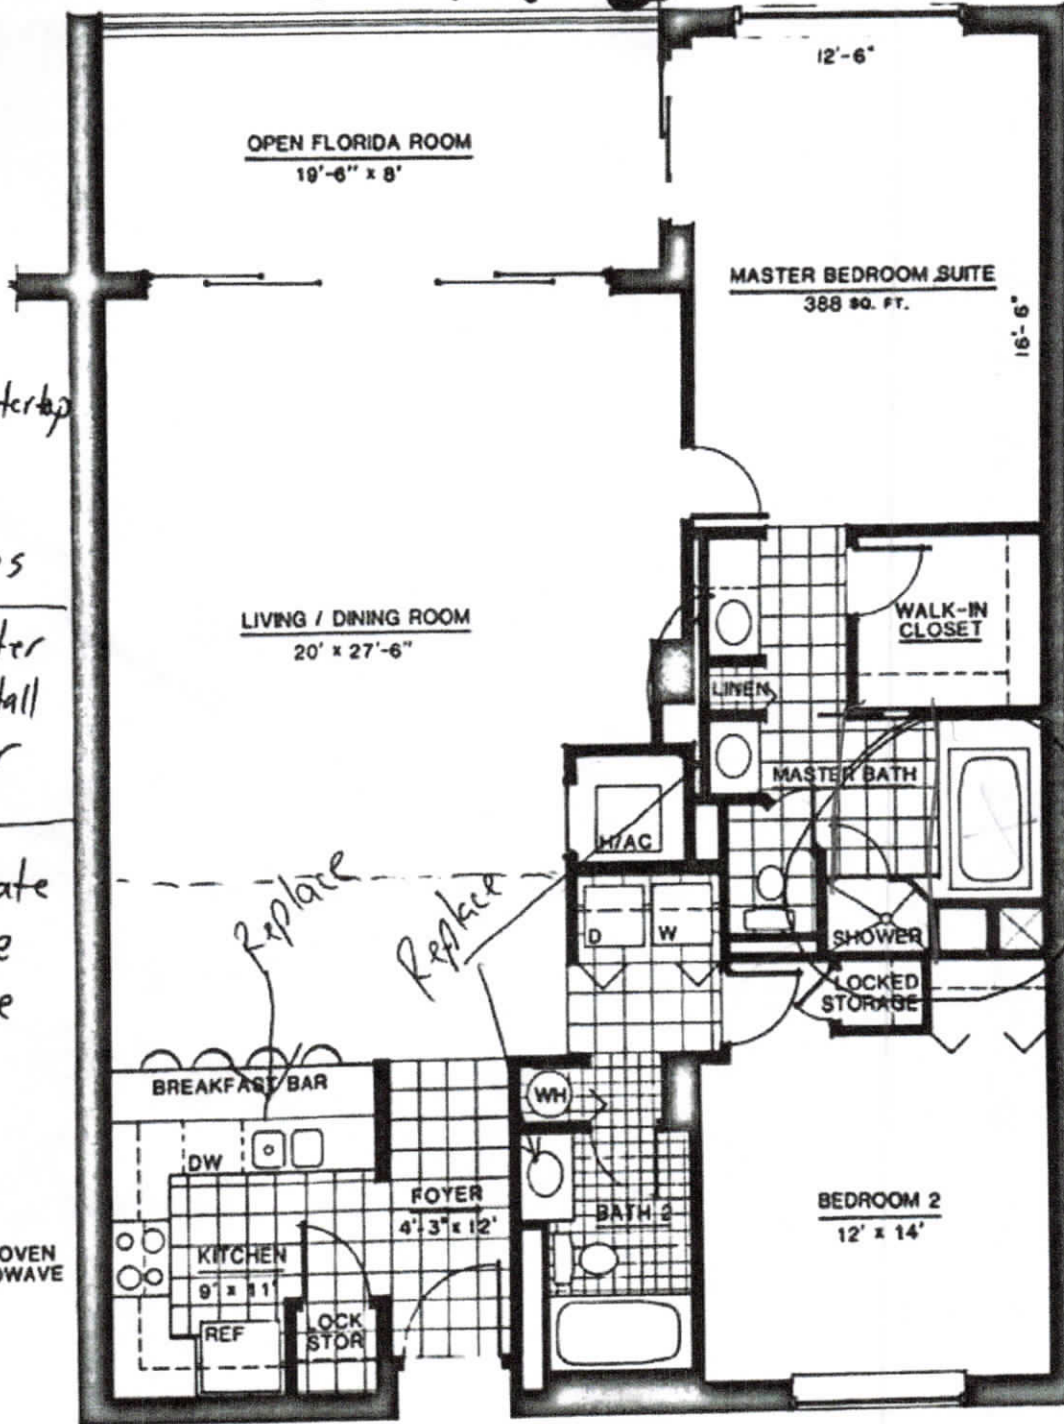 12'-6"
OPEN FLORIDA ROOM
19'-6" x 8'
MASTER BEDROOM SUITE
388 SQ. FT.
16'-6"
LIVING / DINING ROOM
20' x 27'-6"
WALK-IN
CLOSET
LINEN
MASTER BATH
H/AC
Replace
Replace
D
W
SHOWER
LOCKED
STORAGE
BREAKFAST BAR
WH
DW
FOYER
4'-3" x 12'
BATH 2
BEDROOM 2
12' x 14'
OVEN
KITCHEN
9' x 11'
REF
LOCK
STOR